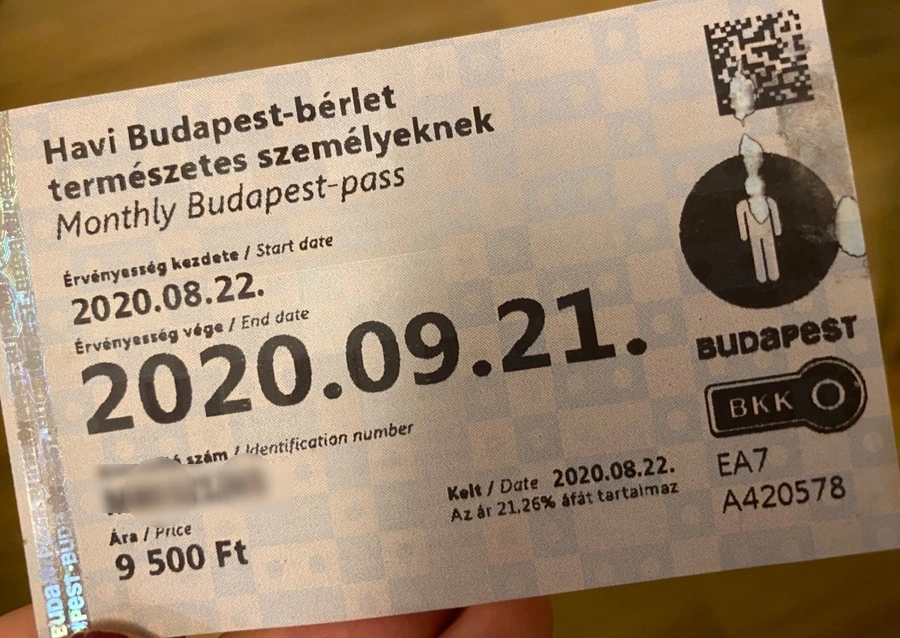 Havi Budapest-bérlet
természetes személyeknek
Monthly Budapest-pass
Érvényesség kezdete / Start date
2020.08.22.
Érvényesség vége / End date
2020.09.21.
szám / Identification number
Ára / Price
9 500 Ft
Kelt / Date 2020.08.22.
Az ár 21,26% áfát tartalmaz
BUDAPEST
BKK
EA7
A420578